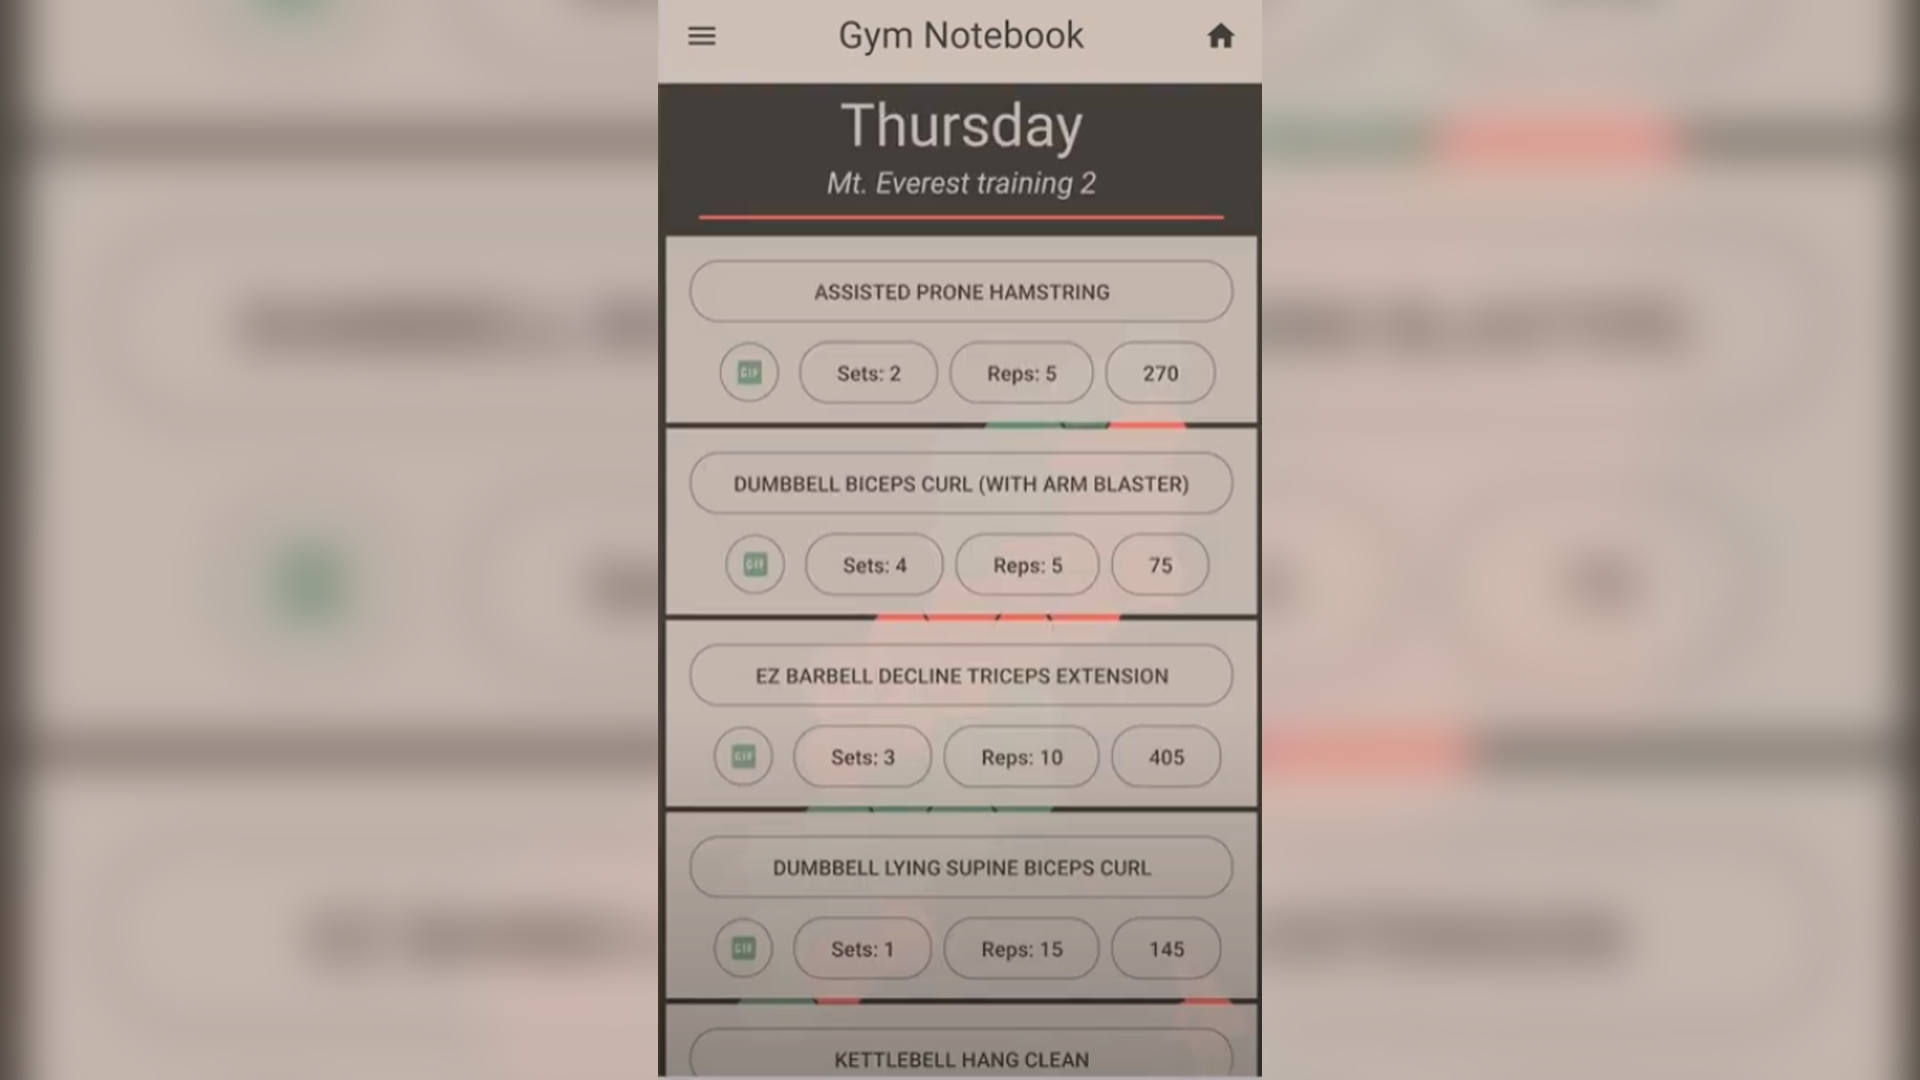 Gym Notebook
Thursday
Mt. Everest training 2
ASSISTED PRONE HAMSTRING
GIF Sets: 2 Reps: 5 270
DUMBBELL BICEPS CURL (WITH ARM BLASTER)
GIF Sets: 4 Reps: 5 75
EZ BARBELL DECLINE TRICEPS EXTENSION
GIF Sets: 3 Reps: 10 405
DUMBBELL LYING SUPINE BICEPS CURL
GIF Sets: 1 Reps: 15 145
KETTLEBELL HANG CLEAN